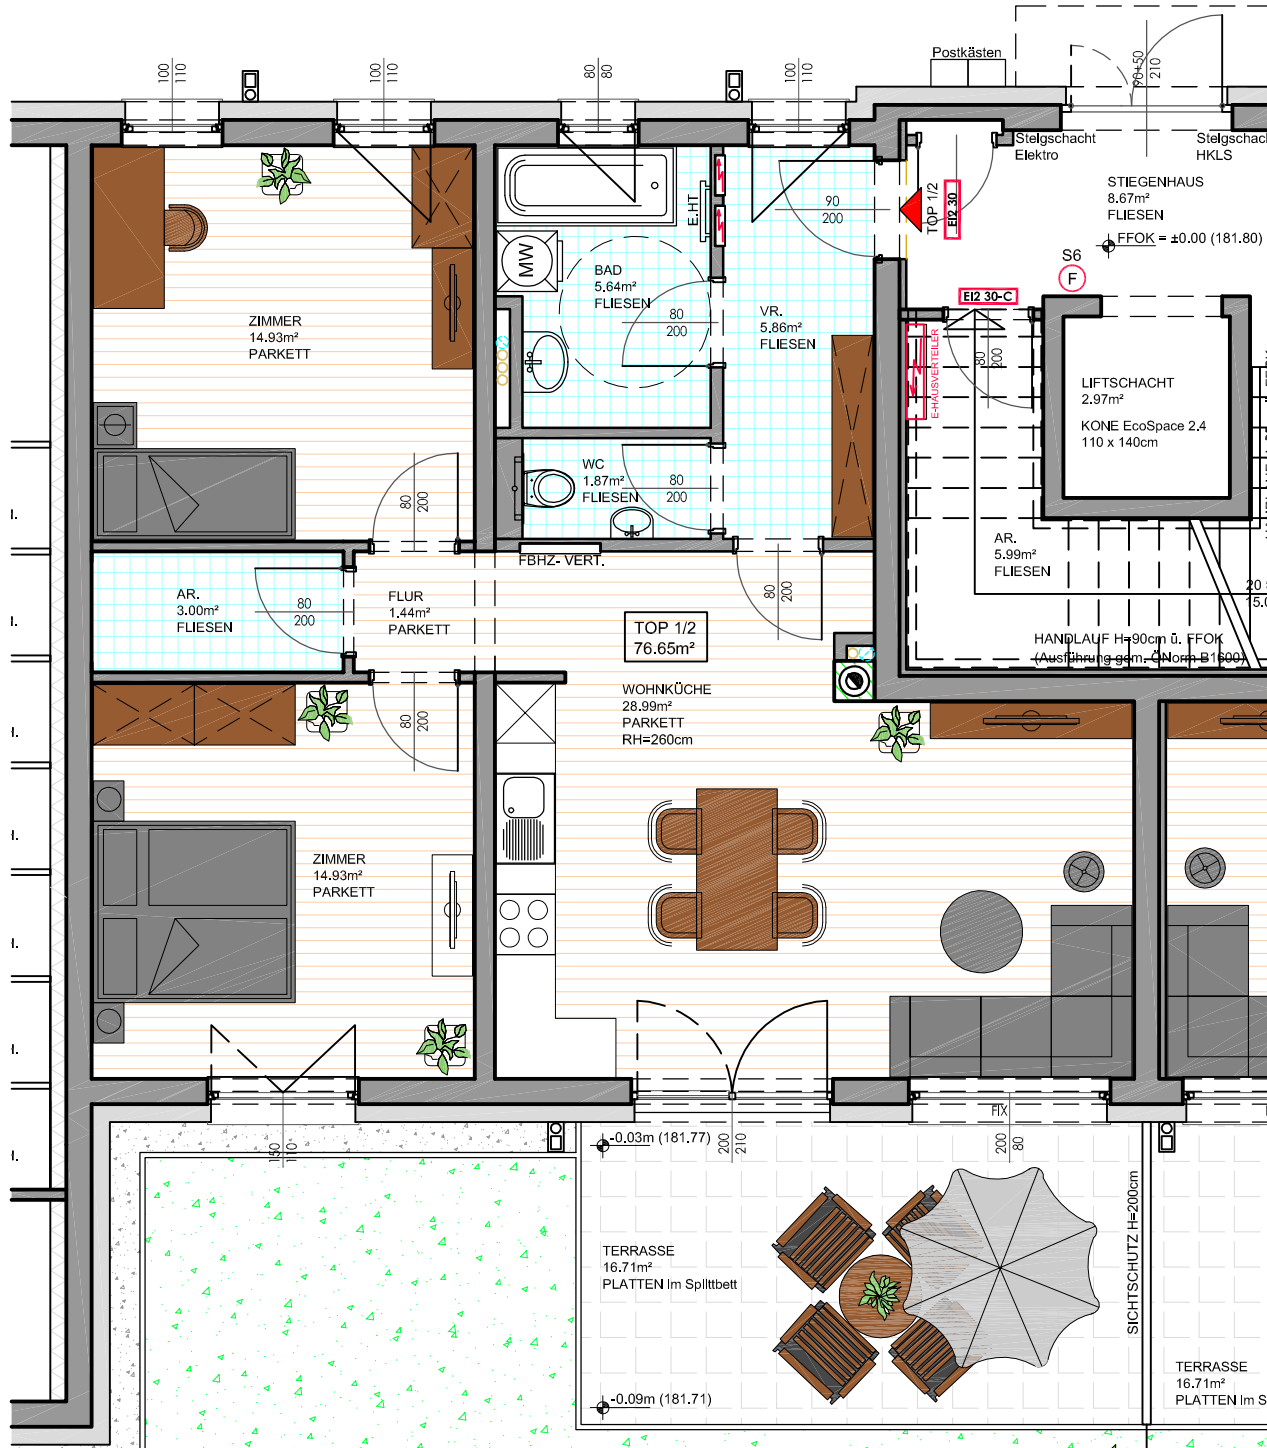 100
110
100
110
80
80
100
110
Postkästen
90+50
210
Steigschacht
Elektro
HKLS
STIEGENHAUS
8.67m²
FLIESEN
FFOK = ±0.00 (181.80)
S6
F
TOP 1/2
EI2 30
EI2 30-C
E-HAUSVERTEILER
80
200
E.HT
MW
BAD
5.64m²
FLIESEN
80
200
90
200
VR.
5.86m²
FLIESEN
ZIMMER
14.93m²
PARKETT
LIFTSCHACHT
2.97m²
KONE EcoSpace 2.4
110 x 140cm
WC
1.87m²
FLIESEN
80
200
80
200
FBHZ- VERT.
AR.
5.99m²
FLIESEN
AR.
3.00m²
FLIESEN
80
200
FLUR
1.44m²
PARKETT
80
200
TOP 1/2
76.65m²
HANDLAUF H=90cm ü. FFOK
(Ausführung gem. ÖNorm B1600)
80
200
WOHNKÜCHE
28.99m²
PARKETT
RH=260cm
ZIMMER
14.93m²
PARKETT
150
110
200
210
FIX
200
80
-0.03m (181.77)
SICHTSCHUTZ H=200cm
TERRASSE
16.71m²
PLATTEN im Splittbett
-0.09m (181.71)
TERRASSE
16.71m²
PLATTEN im